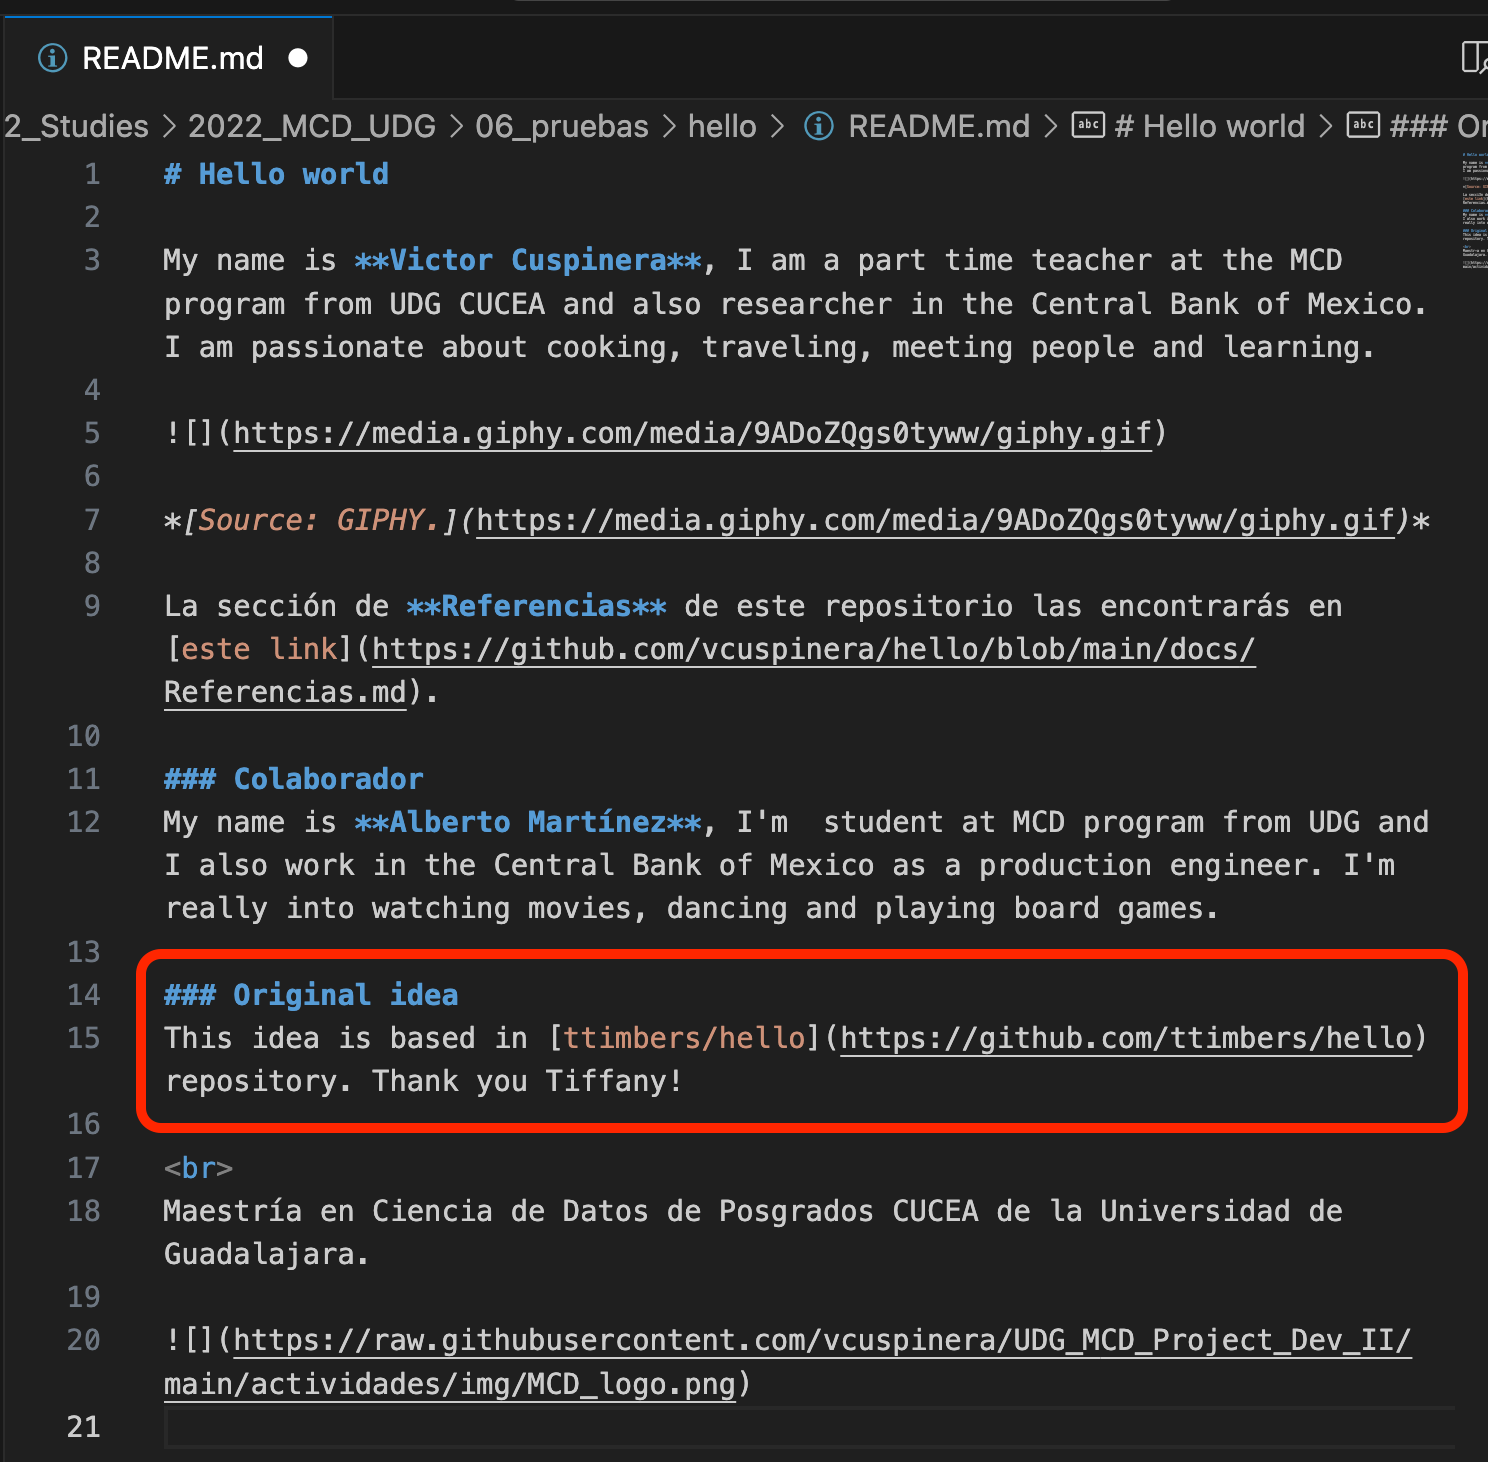 README.md
2_Studies > 2022_MCD_UDG > 06_pruebas > hello > README.md > # Hello world > ###
1 # Hello world
2
3 My name is **Victor Cuspinera**, I am a part time teacher at the MCD
program from UDG CUCEA and also researcher in the Central Bank of Mexico.
I am passionate about cooking, traveling, meeting people and learning.
4
5 ![](https://media.giphy.com/media/9ADoZQgs0tyww/giphy.gif)
6
7 *[Source: GIPHY.](https://media.giphy.com/media/9ADoZQgs0tyww/giphy.gif)*
8
9 La sección de **Referencias** de este repositorio las encontrarás en
[este link](https://github.com/vcuspinera/hello/blob/main/docs/
Referencias.md).
10
11 ### Colaborador
12 My name is **Alberto Martínez**, I'm  student at MCD program from UDG and
I also work in the Central Bank of Mexico as a production engineer. I'm
really into watching movies, dancing and playing board games.
13
14 ### Original idea
15 This idea is based in [ttimbers/hello](https://github.com/ttimbers/hello)
repository. Thank you Tiffany!
16
17 <br>
18 Maestría en Ciencia de Datos de Posgrados CUCEA de la Universidad de
Guadalajara.
19
20 ![](https://raw.githubusercontent.com/vcuspinera/UDG_MCD_Project_Dev_II/
main/actividades/img/MCD_logo.png)
21